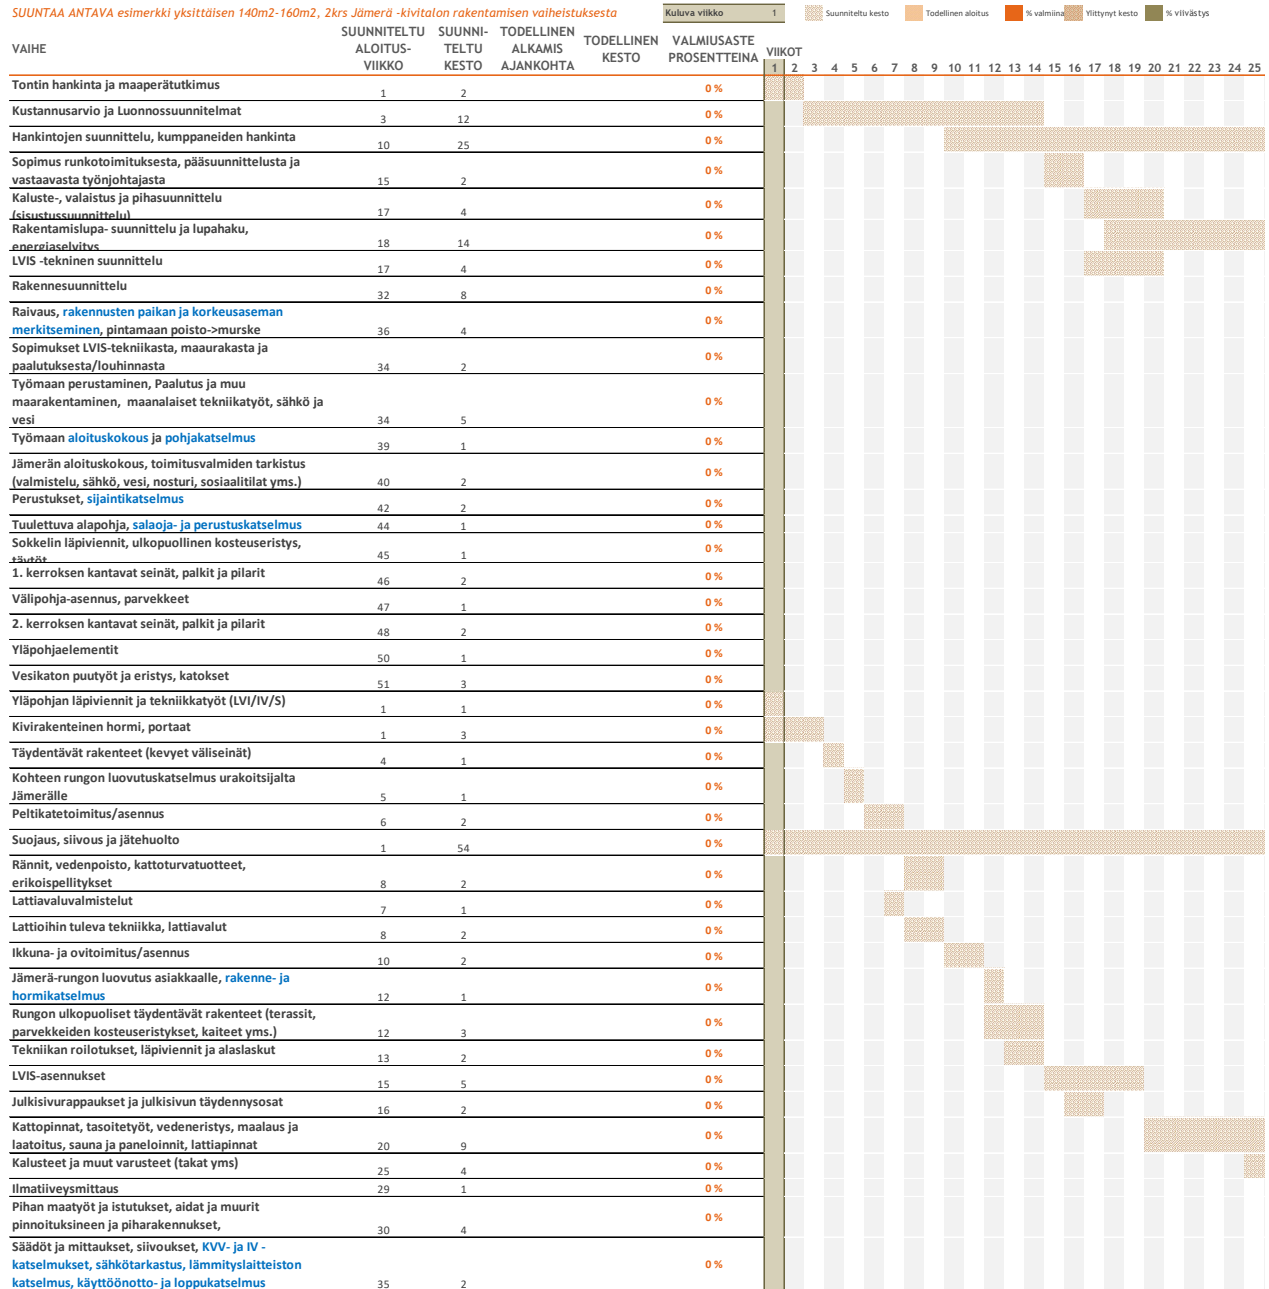 SUUNTAA ANTAVA esimerkki yksittäisen 140m2-160m2, 2krs Jämerä -kivitalon rakentamisen vaiheistuksesta
Kuluva viikko 1
Suunniteltu kesto
Todellinen aloitus
% valmiina
Ylittynyt kesto
% viivästys
VAIHE
SUUNNITELTU ALOITUS-VIIKKO
SUUNNI-TELTU KESTO
TODELLINEN ALKAMIS AJANKOHTA
TODELLINEN KESTO
VALMIUSASTE PROSENTTEINA
VIIKOT
1 2 3 4 5 6 7 8 9 10 11 12 13 14 15 16 17 18 19 20 21 22 23 24 25
Tontin hankinta ja maaperätutkimus 1 2 0 %
Kustannusarvio ja Luonnossuunnitelmat 3 12 0 %
Hankintojen suunnittelu, kumppaneiden hankinta 10 25 0 %
Sopimus runkotoimituksesta, pääsuunnittelusta ja
vastaavasta työnjohtajasta 15 2 0 %
Kaluste-, valaistus ja pihasuunnittelu
(sisustussuunnittelu) 17 4 0 %
Rakentamislupa- suunnittelu ja lupahaku,
energiaselvitys 18 14 0 %
LVIS -tekninen suunnittelu 17 4 0 %
Rakennesuunnittelu 32 8 0 %
Raivaus, rakennusten paikan ja korkeusaseman
merkitseminen, pintamaan poisto->murske 36 4 0 %
Sopimukset LVIS-tekniikasta, maaurakasta ja
paalutuksesta/louhinnasta 34 2 0 %
Työmaan perustaminen, Paalutus ja muu
maarakentaminen, maanalaiset tekniikatyöt, sähkö ja
vesi 34 5 0 %
Työmaan aloituskokous ja pohjakatselmus 39 1 0 %
Jämerän aloituskokous, toimitusvalmiden tarkistus
(valmistelu, sähkö, vesi, nosturi, sosiaalitilat yms.) 40 2 0 %
Perustukset, sijaintikatselmus 42 2 0 %
Tuulettuva alapohja, salaoja- ja perustuskatselmus 44 1 0 %
Sokkelin läpiviennit, ulkopuollinen kosteuseristys,
täytöt 45 1 0 %
1. kerroksen kantavat seinät, palkit ja pilarit 46 2 0 %
Välipohja-asennus, parvekkeet 47 1 0 %
2. kerroksen kantavat seinät, palkit ja pilarit 48 2 0 %
Yläpohjaelementit 50 1 0 %
Vesikaton puutyöt ja eristys, katokset 51 3 0 %
Yläpohjan läpiviennit ja tekniikkatyöt (LVI/IV/S) 1 1 0 %
Kivirakenteinen hormi, portaat 1 3 0 %
Täydentävät rakenteet (kevyet väliseinät) 4 1 0 %
Kohteen rungon luovutuskatselmus urakoitsijalta
Jämerälle 5 1 0 %
Peltikatetoimitus/asennus 6 2 0 %
Suojaus, siivous ja jätehuolto 1 54 0 %
Rännit, vedenpoisto, kattoturvatuotteet,
erikoispellitykset 8 2 0 %
Lattiavaluvalmistelut 7 1 0 %
Lattioihin tuleva tekniikka, lattiavalut 8 2 0 %
Ikkuna- ja ovitoimitus/asennus 10 2 0 %
Jämerä-rungon luovutus asiakkaalle, rakenne- ja
hormikatselmus 12 1 0 %
Rungon ulkopuoliset täydentävät rakenteet (terassit,
parvekkeiden kosteuseristykset, kaiteet yms.) 12 3 0 %
Tekniikan roilotukset, läpiviennit ja alaslaskut 13 2 0 %
LVIS-asennukset 15 5 0 %
Julkisivurappaukset ja julkisivun täydennysosat 16 2 0 %
Kattopinnat, tasoitetyöt, vedeneristys, maalaus ja
laatoitus, sauna ja paneloinnit, lattiapinnat 20 9 0 %
Kalusteet ja muut varusteet (takat yms) 25 4 0 %
Ilmatiiveysmittaus 29 1 0 %
Pihan maatyöt ja istutukset, aidat ja muurit
pinnoituksineen ja piharakennukset, 30 4 0 %
Säädöt ja mittaukset, siivoukset, KVV- ja IV -
katselmukset, sähkötarkastus, lämmityslaitteiston
katselmus, käyttöönotto- ja loppukatselmus 35 2 0 %